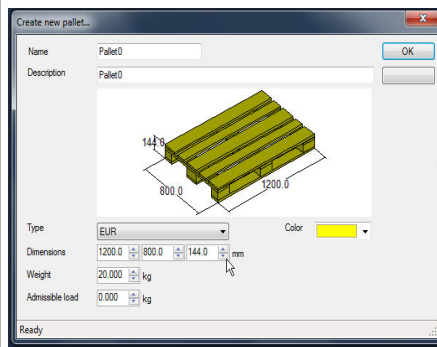 Create new pallet...
OK
Name Pallet0
Description Pallet0
144.0
800.0
1200.0
Type EUR Color
Dimensions 1200.0 800.0 144.0 mm
Weight 20.000 kg
Admissible load 0.000 kg
Ready